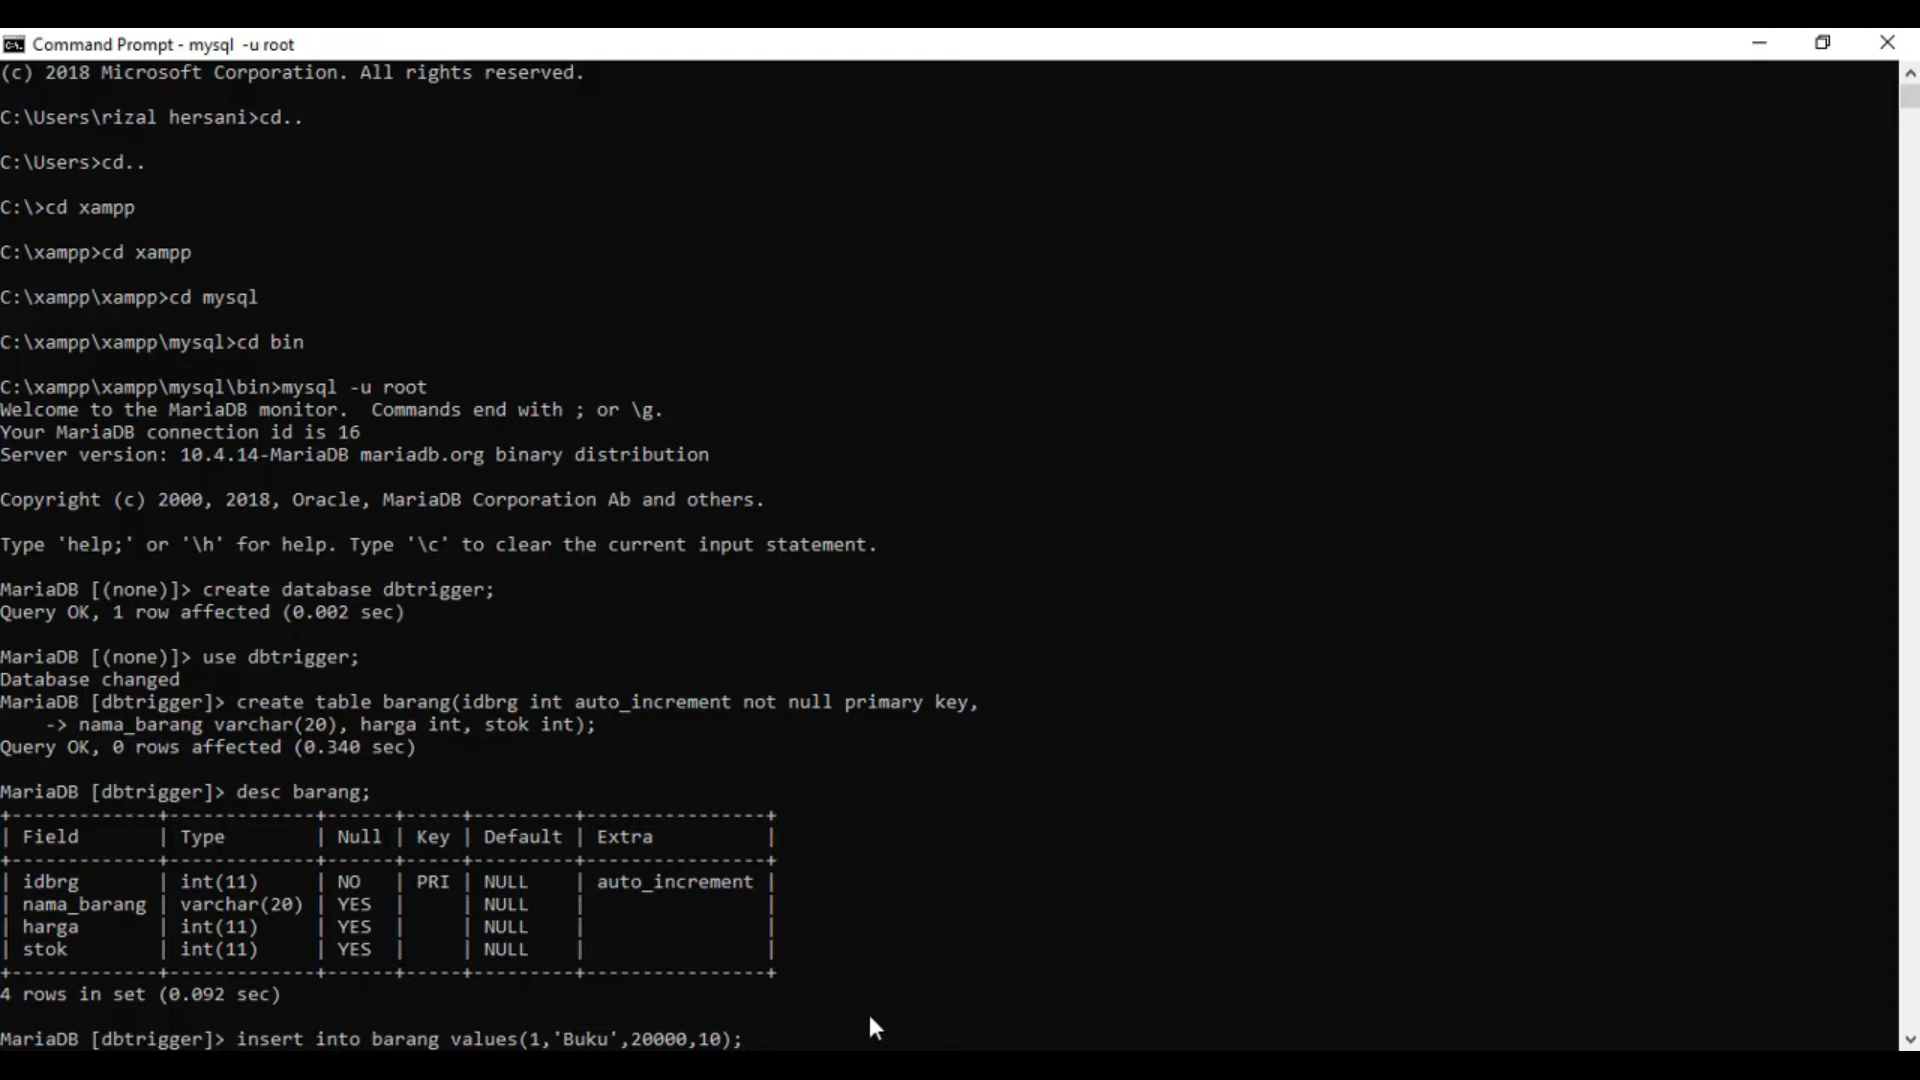 Command Prompt - mysql  -u root
(c) 2018 Microsoft Corporation. All rights reserved.
C:\Users\rizal hersani>cd..
C:\Users>cd..
C:\>cd xampp
C:\xampp>cd xampp
C:\xampp\xampp>cd mysql
C:\xampp\xampp\mysql>cd bin
C:\xampp\xampp\mysql\bin>mysql -u root
Welcome to the MariaDB monitor.  Commands end with ; or \g.
Your MariaDB connection id is 16
Server version: 10.4.14-MariaDB mariadb.org binary distribution
Copyright (c) 2000, 2018, Oracle, MariaDB Corporation Ab and others.
Type 'help;' or '\h' for help. Type '\c' to clear the current input statement.
MariaDB [(none)]> create database dbtrigger;
Query OK, 1 row affected (0.002 sec)
MariaDB [(none)]> use dbtrigger;
Database changed
MariaDB [dbtrigger]> create table barang(idbrg int auto_increment not null primary key,
    -> nama_barang varchar(20), harga int, stok int);
Query OK, 0 rows affected (0.340 sec)
MariaDB [dbtrigger]> desc barang;
+-------------+-------------+------+-----+---------+----------------+
| Field       | Type        | Null | Key | Default | Extra          |
+-------------+-------------+------+-----+---------+----------------+
| idbrg       | int(11)     | NO   | PRI | NULL    | auto_increment |
| nama_barang | varchar(20) | YES  |     | NULL    |                |
| harga       | int(11)     | YES  |     | NULL    |                |
| stok        | int(11)     | YES  |     | NULL    |                |
+-------------+-------------+------+-----+---------+----------------+
4 rows in set (0.092 sec)
MariaDB [dbtrigger]> insert into barang values(1,'Buku',20000,10);